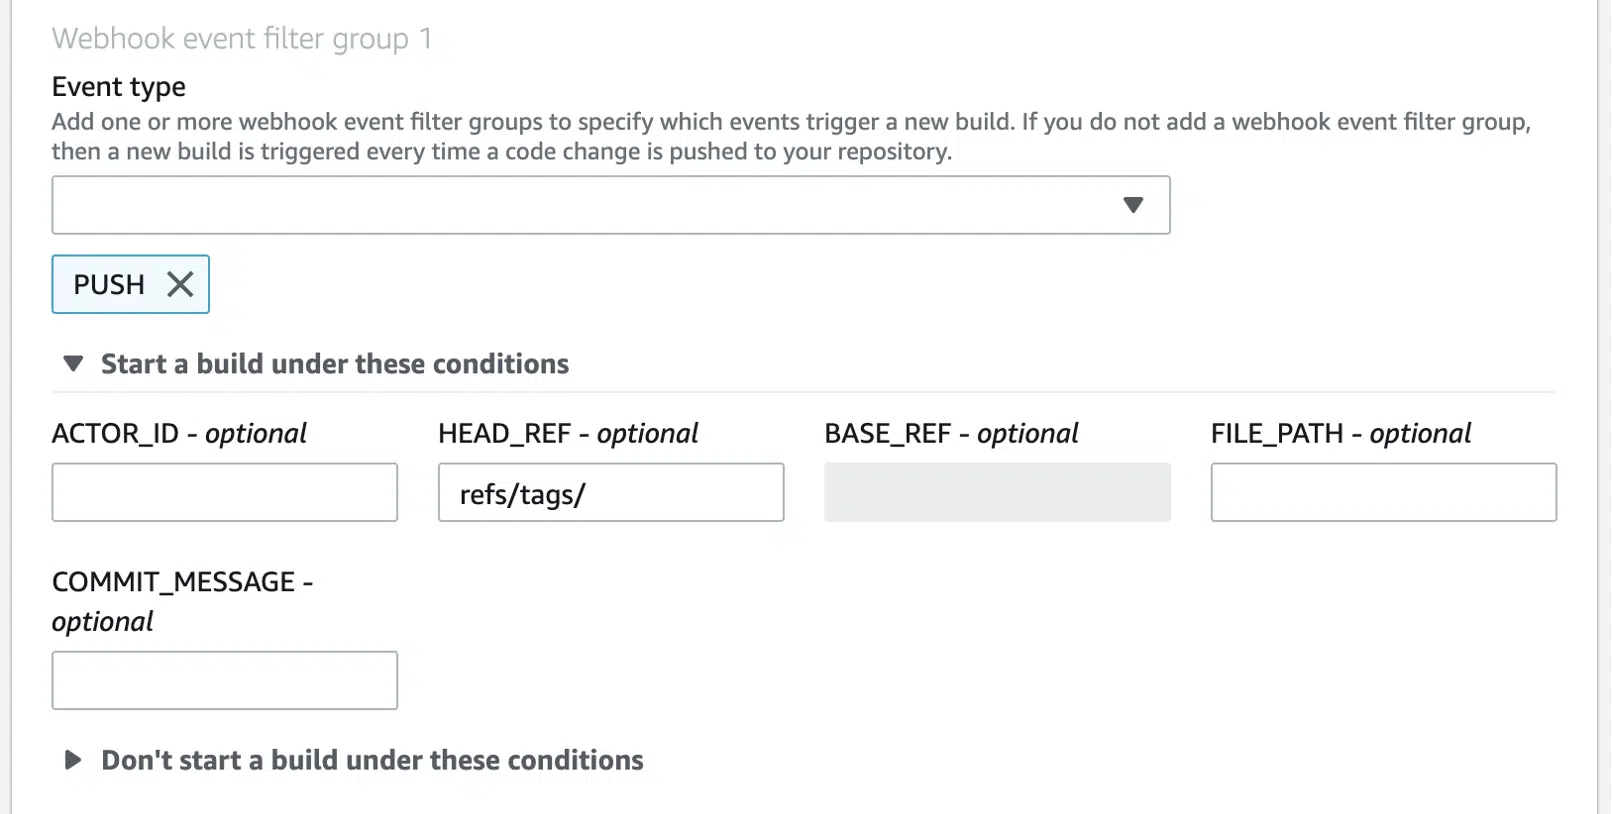 Webhook event filter group 1
Event type
Add one or more webhook event filter groups to specify which events trigger a new build. If you do not add a webhook event filter group,
then a new build is triggered every time a code change is pushed to your repository.
PUSH
Start a build under these conditions
ACTOR_ID - optional
HEAD_REF - optional
BASE_REF - optional
FILE_PATH - optional
refs/tags/
COMMIT_MESSAGE -
optional
Don't start a build under these conditions